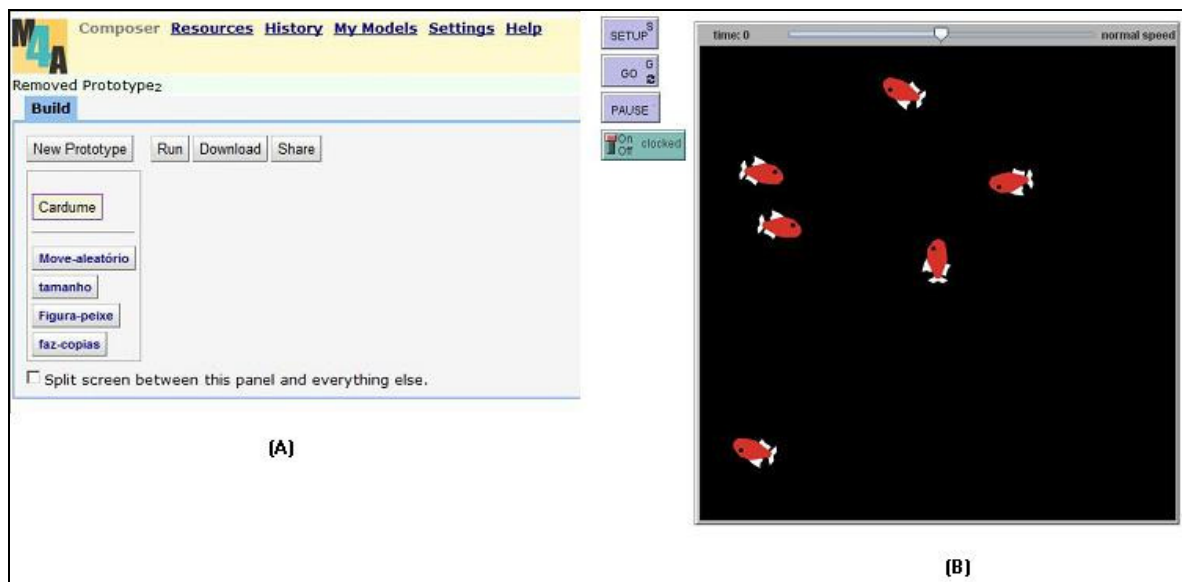 M4A
Composer Resources History My Models Settings Help
Removed Prototype2
Build
New Prototype Run Download Share
Cardume
Move-aleatório
tamanho
Figura-peixe
faz-copias
Split screen between this panel and everything else.
(A)
SETUP S
GO G
PAUSE
On
Off clocked
time: 0 normal speed
(B)